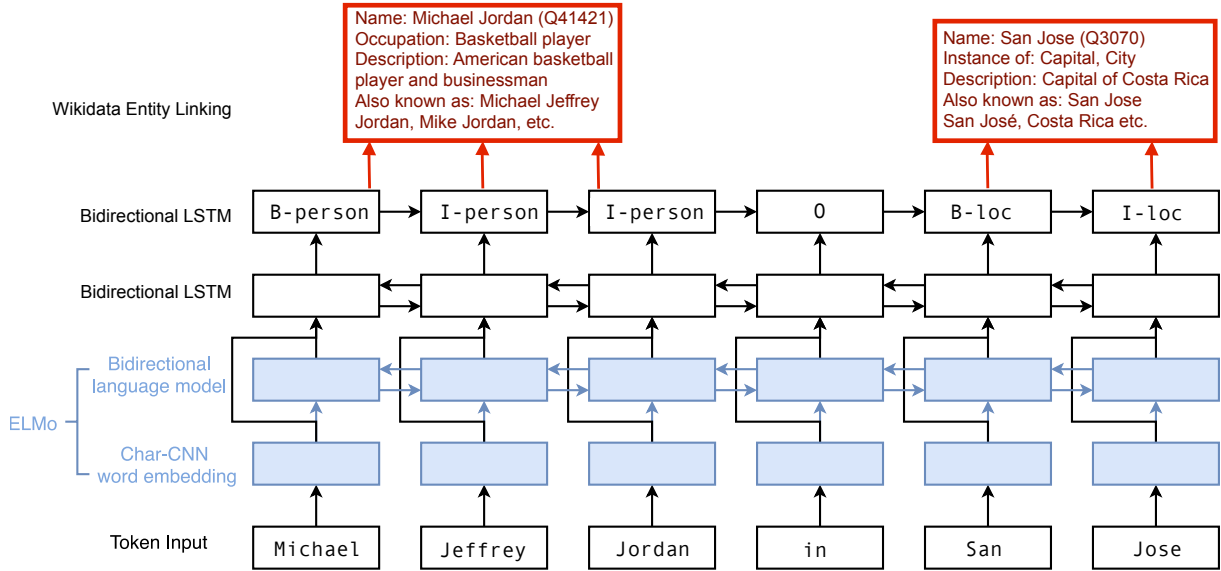 Name: Michael Jordan (Q41421)
Occupation: Basketball player
Description: American basketball
player and businessman
Also known as: Michael Jeffrey
Jordan, Mike Jordan, etc.
Name: San Jose (Q3070)
Instance of: Capital, City
Description: Capital of Costa Rica
Also known as: San Jose
San José, Costa Rica etc.
Wikidata Entity Linking
Bidirectional LSTM
B-person
I-person
I-person
O
B-loc
I-loc
Bidirectional LSTM
Bidirectional
language model
ELMo
Char-CNN
word embedding
Token Input
Michael
Jeffrey
Jordan
in
San
Jose